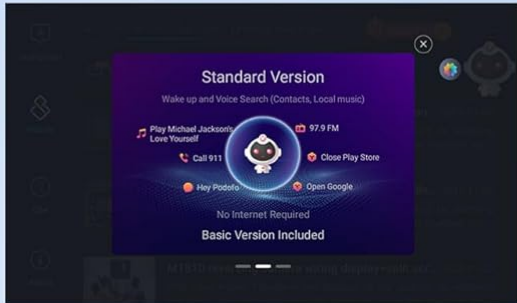 Standard Version
Wake up and Voice Search (Contacts, Local music)
Play Michael Jackson's
Love Yourself
97.9 FM
Call 911
Close Play Store
Hey Podofo
Open Google
No Internet Required
Basic Version Included